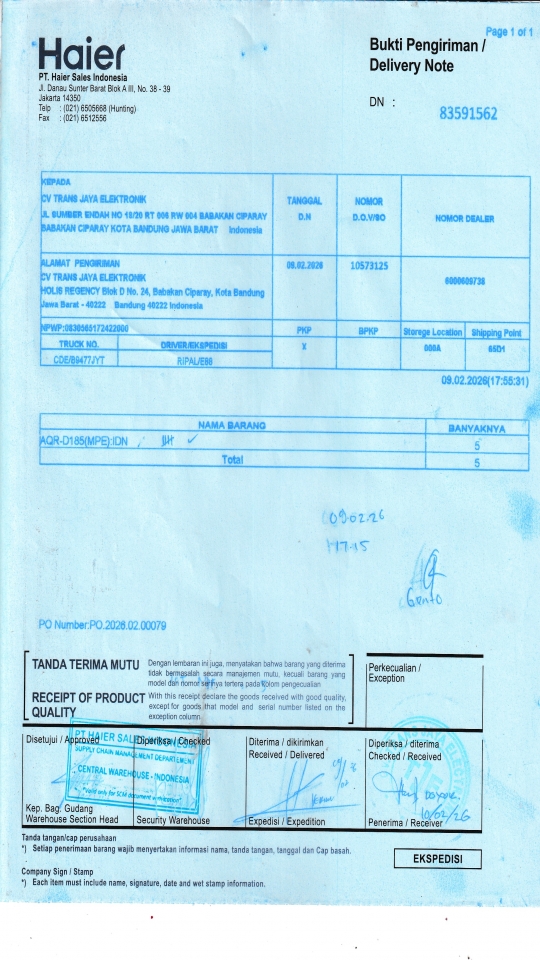 Page 1 of 1
Haier
Bukti Pengiriman /
Delivery Note
PT. Haier Sales Indonesia
Jl. Danau Sunter Barat Blok A III, No. 38 - 39
Jakarta 14350
Telp : (021) 6505668 (Hunting)
Fax : (021) 6512556
DN : 83591562
KEPADA
CV TRANS JAYA ELEKTRONIK
JL SUMBER ENDAH NO 18/20 RT 006 RW 004 BABAKAN CIPARAY
BABAKAN CIPARAY KOTA BANDUNG JAWA BARAT Indonesia
TANGGAL
D.N
NOMOR
D.O.V/SO
NOMOR DEALER
ALAMAT PENGIRIMAN
CV TRANS JAYA ELEKTRONIK
HOLIS REGENCY Blok D No. 24, Babakan Ciparay, Kota Bandung
Jawa Barat - 40222 Bandung 40222 Indonesia
09.02.2026
10573125
6000609738
NPWP:0830565172422000
PKP BPKP Storege Location Shipping Point
TRUCK NO. DRIVER/EKSPEDISI X 000A 65D1
CDE/B9477JYT RIPAL/E86
09.02.2026(17:55:31)
NAMA BARANG BANYAKNYA
AQR-D185(MPE):IDN 5
Total 5
09.02.26
17.15
Gento
PO Number:PO.2026.02.00079
TANDA TERIMA MUTU
Dengan lembaran ini juga, menyatakan bahwa barang yang diterima
tidak bermasalah secara manajemen mutu, kecuali barang yang
model dan nomor serinya tertera pada kolom pengecualian
RECEIPT OF PRODUCT
QUALITY
With this receipt declare the goods received with good quality,
except for goods that model and serial number listed on the
exception column.
Perkecualian /
Exception
Disetujui / Approved
Diperiksa / Checked
Diterima / dikirimkan
Received / Delivered
Diperiksa / diterima
Checked / Received
PT HAIER SALES INDONESIA
SUPPLY CHAIN MANAGEMENT DEPARTEMENT
CENTRAL WAREHOUSE - INDONESIA
10/02/26
Kep. Bag. Gudang
Warehouse Section Head
Security Warehouse
Expedisi / Expedition
Penerima / Receiver
Tanda tangan/cap perusahaan
*) Setiap penerimaan barang wajib menyertakan informasi nama, tanda tangan, tanggal dan Cap basah.
EKSPEDISI
Company Sign / Stamp
*) Each item must include name, signature, date and wet stamp information.